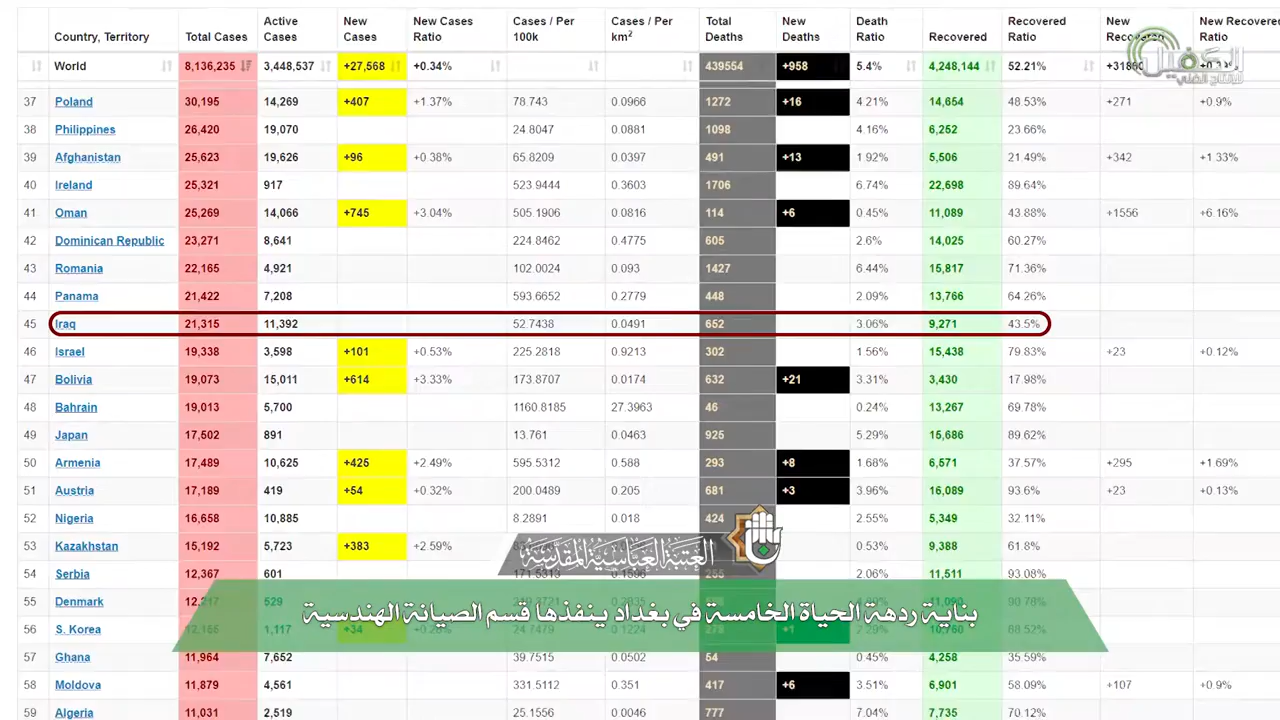 Country, Territory Total Cases Active Cases New Cases New Cases Ratio Cases / Per 100k Cases / Per km² Total Deaths New Deaths Death Ratio Recovered Recovered Ratio New Recovered New Recovered Ratio
World 8,136,235 3,448,537 +27,568 +0.34% 439554 +958 5.4% 4,248,144 52.21%
37 Poland 30,195 14,269 +407 +1.37% 78.743 0.0966 1272 +16 4.21% 14,654 48.53% +271 +0.9%
38 Philippines 26,420 19,070 24.8047 0.0881 1098 4.16% 6,252 23.66%
39 Afghanistan 25,623 19,626 +96 +0.38% 65.8209 0.0397 491 +13 1.92% 5,506 21.49% +342 +1.33%
40 Ireland 25,321 917 523.9444 0.3603 1706 6.74% 22,698 89.64%
41 Oman 25,269 14,066 +745 +3.04% 505.1906 0.0816 114 +6 0.45% 11,089 43.88% +1556 +6.16%
42 Dominican Republic 23,271 8,641 224.8462 0.4775 605 2.6% 14,025 60.27%
43 Romania 22,165 4,921 102.0024 0.093 1427 6.44% 15,817 71.36%
44 Panama 21,422 7,208 593.6652 0.2779 448 2.09% 13,766 64.26%
45 Iraq 21,315 11,392 52.7438 0.0491 652 3.06% 9,271 43.5%
46 Israel 19,338 3,598 +101 +0.53% 225.2818 0.9213 302 1.56% 15,438 79.83% +23 +0.12%
47 Bolivia 19,073 15,011 +614 +3.33% 173.8707 0.0174 632 +21 3.31% 3,430 17.98%
48 Bahrain 19,013 5,700 1160.8185 27.3963 46 0.24% 13,267 69.78%
49 Japan 17,502 891 13.761 0.0463 925 5.29% 15,686 89.62%
50 Armenia 17,489 10,625 +425 +2.49% 595.5312 0.588 293 +8 1.68% 6,571 37.57% +295 +1.69%
51 Austria 17,189 419 +54 +0.32% 200.0489 0.205 681 +3 3.96% 16,089 93.6% +23 +0.13%
52 Nigeria 16,658 10,885 8.2891 0.018 424 2.55% 5,349 32.11%
53 Kazakhstan 15,192 5,723 +383 +2.59% 0.53% 9,388 61.8%
العتبة العباسية المقدسة
54 Serbia 12,367 601 255 2.06% 11,511 93.08%
55 Denmark 529 90.78%
بناية ردهة الحياة الخامسة في بغداد ينفذها قسم الصيانة الهندسية
56 S. Korea 1,117 +34 24.7479 0.1224 278 +1 10,760 88.52%
57 Ghana 11,964 7,652 39.7515 0.0502 54 0.45% 4,258 35.59%
58 Moldova 11,879 4,561 331.5112 0.351 417 +6 3.51% 6,901 58.09% +107 +0.9%
59 Algeria 11,031 2,519 25.1556 0.0046 777 7.04% 7,735 70.12%